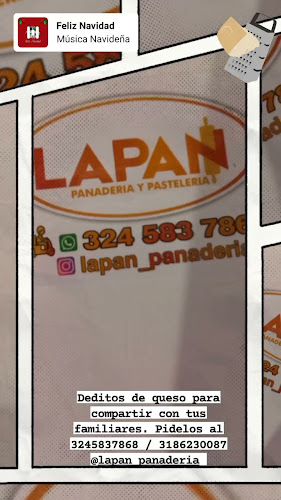 Feliz Navidad
Música Navideña
LAPAN
PANADERIA Y PASTELERIA
324 583 786
lapan_panaderia
Deditos de queso para
compartir con tus
familiares. Pidelos al
3245837868 / 3186230087
@lapan_panaderia